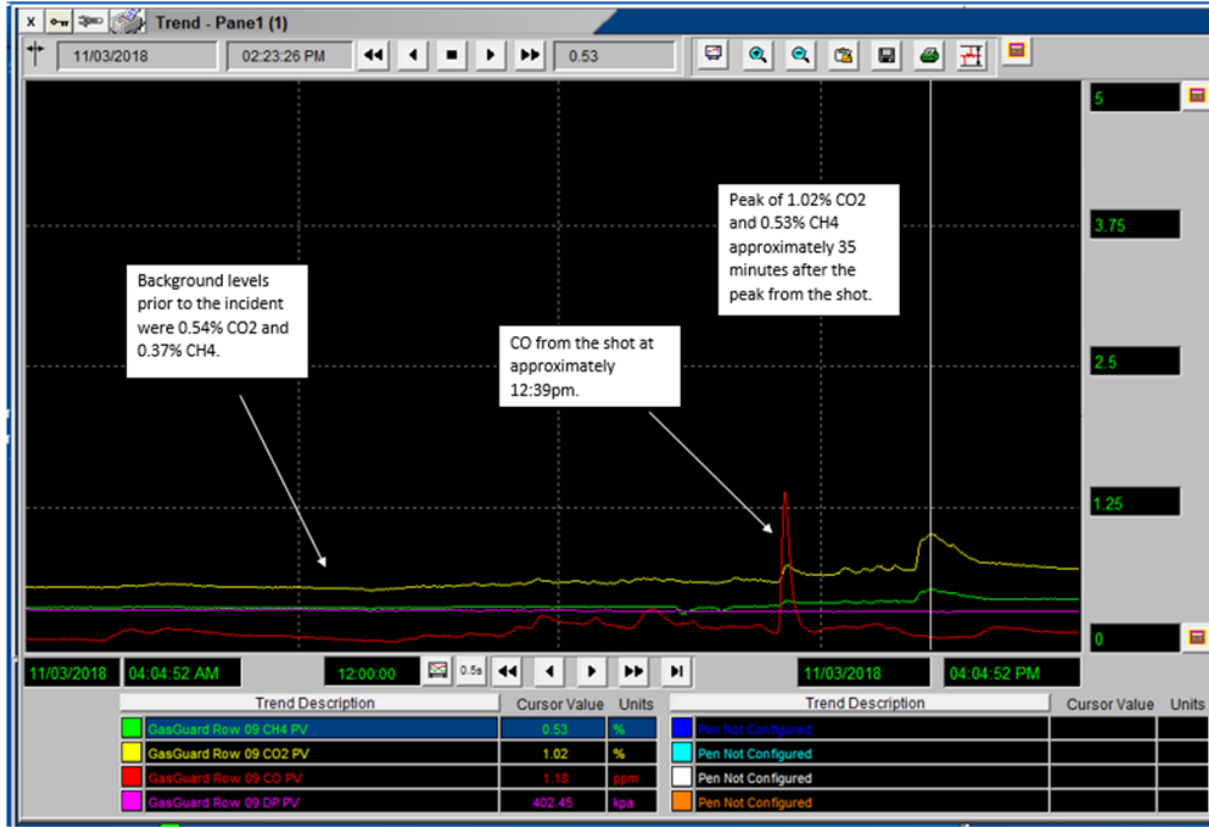 X Trend - Pane1 (1)
11/03/2018 02:23:26 PM 0.53
5
Peak of 1.02% CO2
and 0.53% CH4
approximately 35
minutes after the
peak from the shot.
3.75
Background levels
prior to the incident
were 0.54% CO2 and
0.37% CH4.
CO from the shot at
approximately
12:39pm.
2.5
1.25
0
11/03/2018 04:04:52 AM 12:00:00 0.5s 11/03/2018 04:04:52 PM
Trend Description Cursor Value Units Trend Description Cursor Value Units
GasGuard Row 09 CH4 PV 0.53 % Pen Not Configured
GasGuard Row 09 CO2 PV 1.02 % Pen Not Configured
GasGuard Row 09 CO PV 1.18 ppm Pen Not Configured
GasGuard Row 09 DP PV 402.45 kpa Pen Not Configured